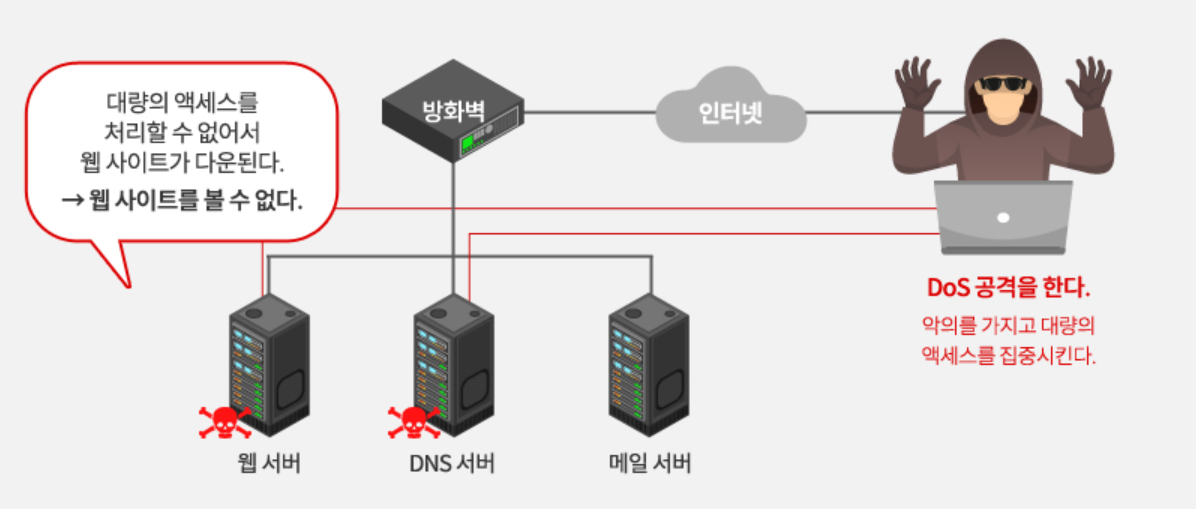 대량의 액세스를
처리할 수 없어서
웹 사이트가 다운된다.
→ 웹 사이트를 볼 수 없다.
방화벽
인터넷
DoS 공격을 한다.
악의를 가지고 대량의
액세스를 집중시킨다.
웹 서버
DNS 서버
메일 서버